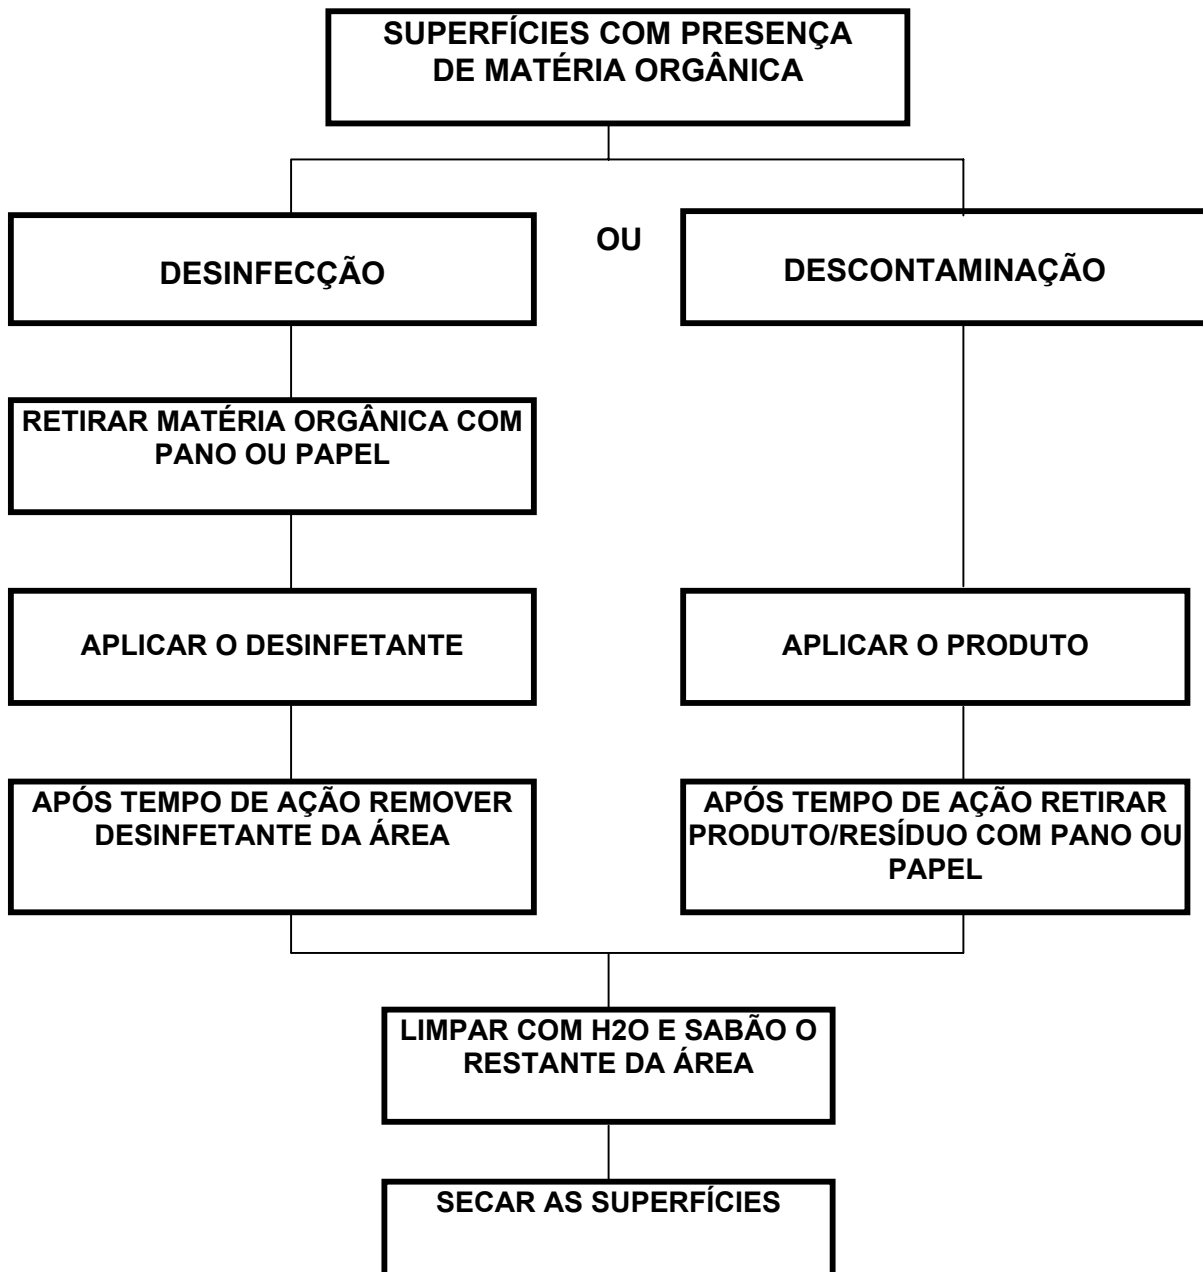 SUPERFÍCIES COM PRESENÇA
DE MATÉRIA ORGÂNICA
DESINFECÇÃO
OU
DESCONTAMINAÇÃO
RETIRAR MATÉRIA ORGÂNICA COM
PANO OU PAPEL
APLICAR O DESINFETANTE
APLICAR O PRODUTO
APÓS TEMPO DE AÇÃO REMOVER
DESINFETANTE DA ÁREA
APÓS TEMPO DE AÇÃO RETIRAR
PRODUTO/RESÍDUO COM PANO OU
PAPEL
LIMPAR COM H2O E SABÃO O
RESTANTE DA ÁREA
SECAR AS SUPERFÍCIES